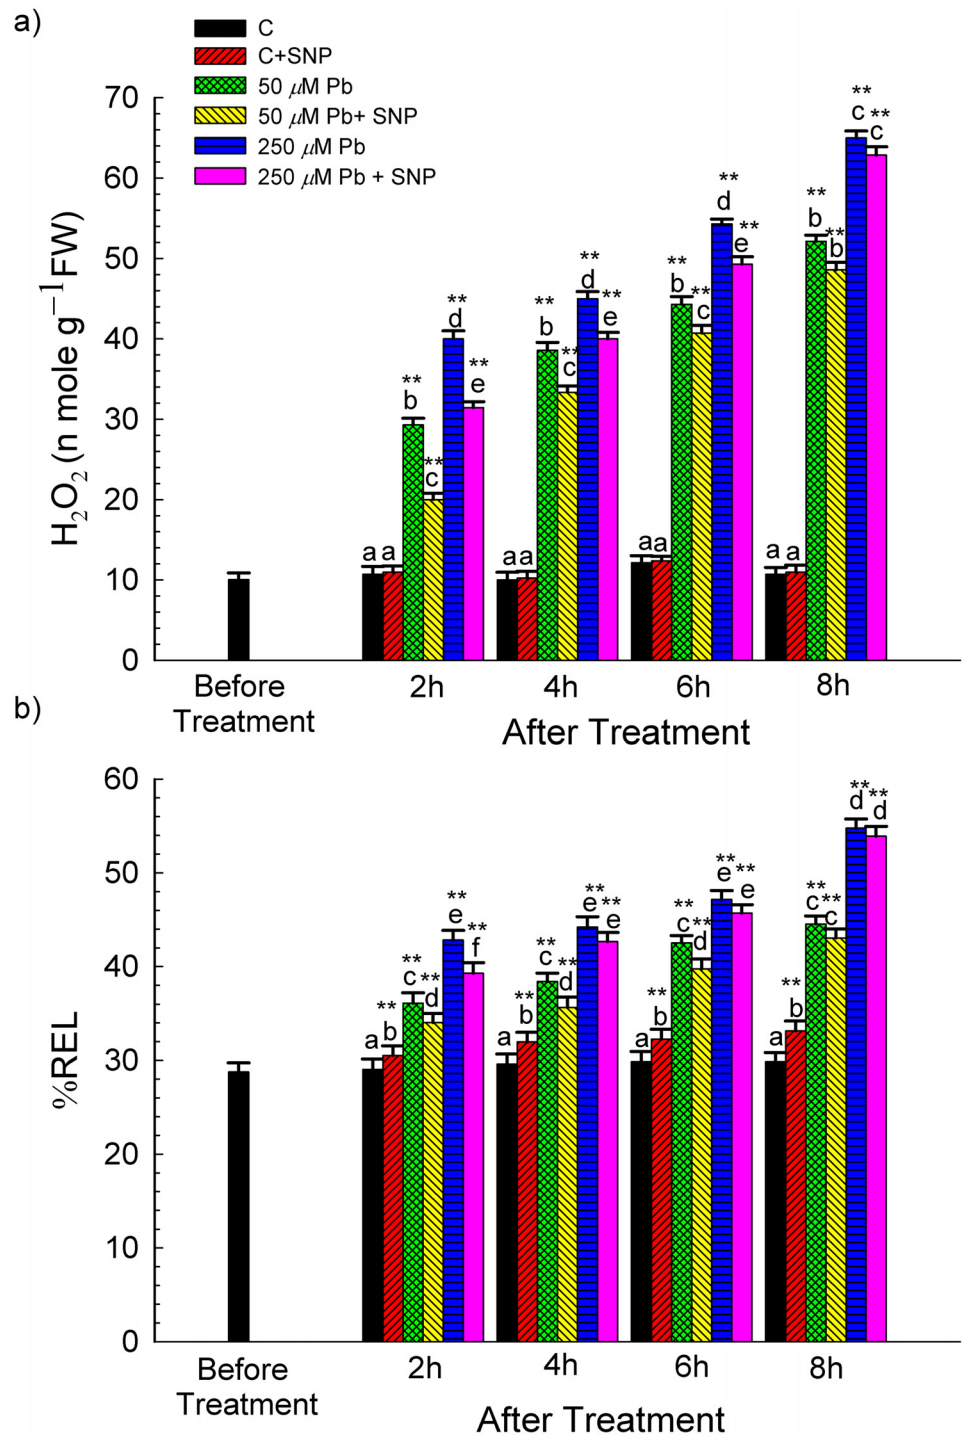 a)
C
C+SNP
50 μM Pb
50 μM Pb+ SNP
250 μM Pb
250 μM Pb + SNP
H₂O₂ (n mole g⁻¹FW)
70
60
50
40
30
20
10
0
a a ** b ** c ** d ** e
a a ** b ** c ** d ** e
a a ** b ** c ** d ** e
a a ** b ** b ** c ** c
Before Treatment
2h 4h 6h 8h
After Treatment
b)
%REL
60
50
40
30
20
10
0
a ** b ** c ** d ** e ** f
a ** b ** c ** d ** e ** e
a ** b ** c ** d ** e ** e
a ** b ** c ** c ** d ** d
Before
Treatment
2h 4h 6h 8h
After Treatment